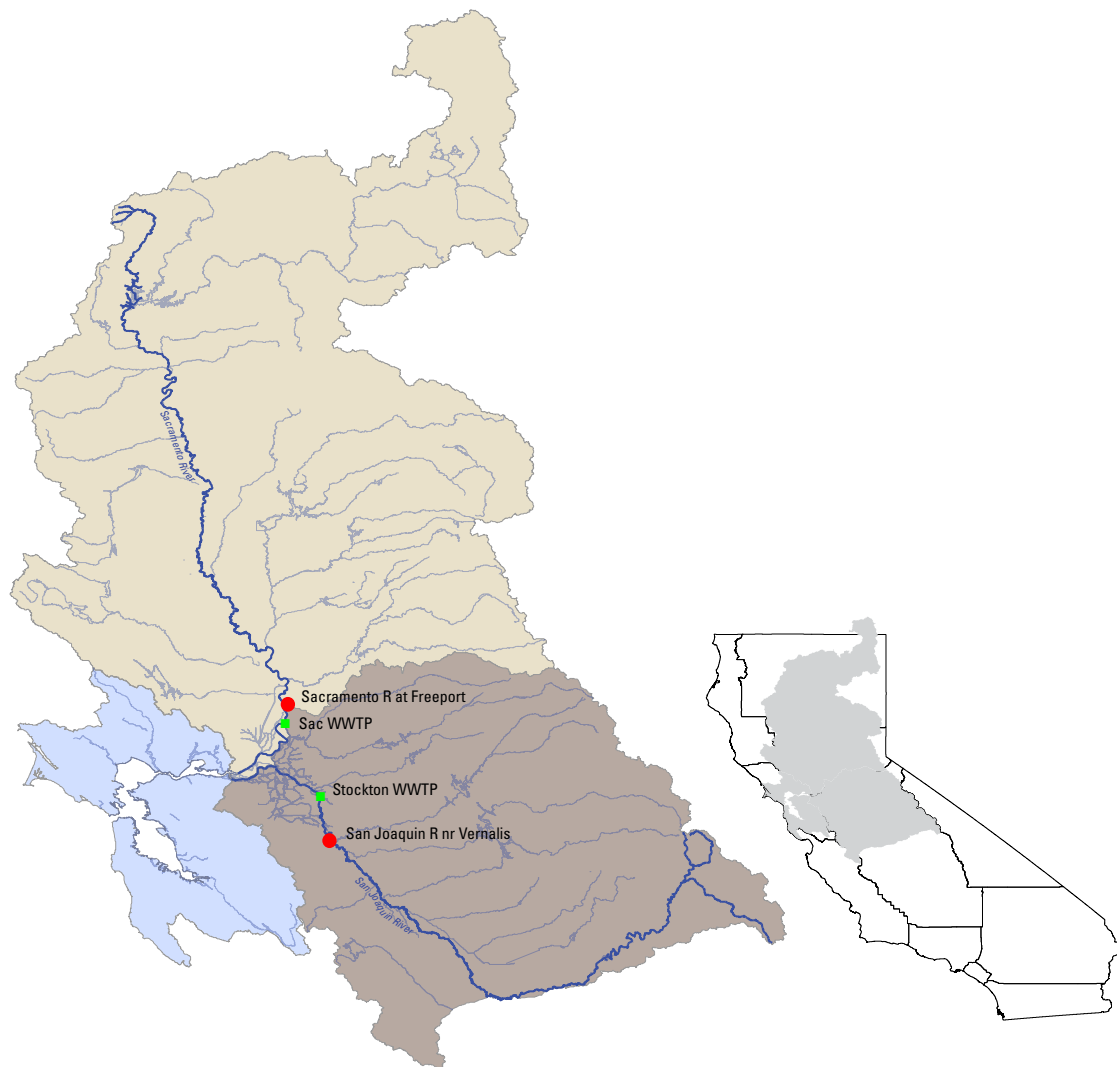 Sacramento River
Sacramento R at Freeport
Sac WWTP
Stockton WWTP
San Joaquin R nr Vernalis
San Joaquin River